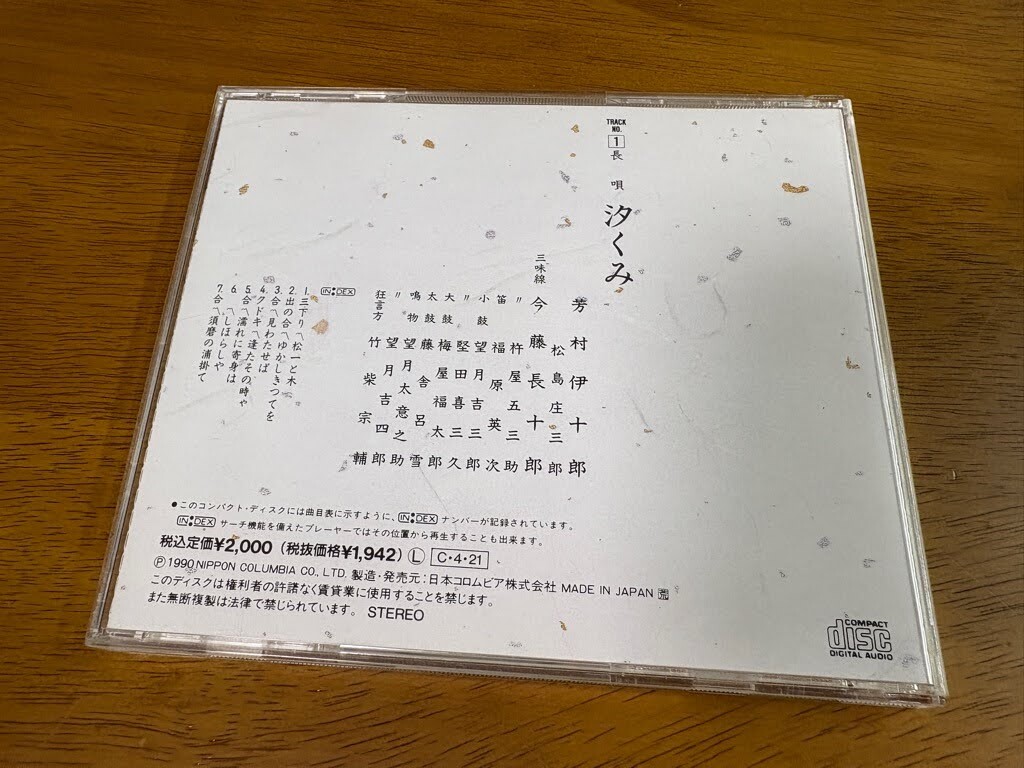 TRACK
NO.
1 長唄 汐くみ
芳村伊十郎
松島庄三郎
三味線 今藤長十郎
〃 杵屋五三助
笛 福原英次
小鼓 望月吉三郎
〃 堅田喜三久
大鼓 梅屋福太郎
太鼓 藤舎呂雪
鳴物 望月太意之助
〃 望月吉四郎
狂言方 竹柴宗輔
INDEX
1. 三下り〽松一と木
2. 出の合〽ゆかしきつてを
3. 合〽見わたせば
4. クドキ〽逢たその時ゃ
5. 合〽濡れに寄身は
6. 〽しほらしや
7. 合〽須磨の浦掛て
●このコンパクト・ディスクには曲目表に示すように、INDEXナンバーが記録されています。
INDEX サーチ機能を備えたプレーヤーではその位置から再生することも出来ます。
税込定価¥2,000(税抜価格¥1,942) Ⓛ C・4・21
Ⓟ 1990 NIPPON COLUMBIA CO., LTD. 製造・発売元:日本コロムビア株式会社 MADE IN JAPAN
このディスクは権利者の許諾なく賃貸業に使用することを禁じます。
また無断複製は法律で禁じられています。 STEREO
COMPACT
disc
DIGITAL AUDIO